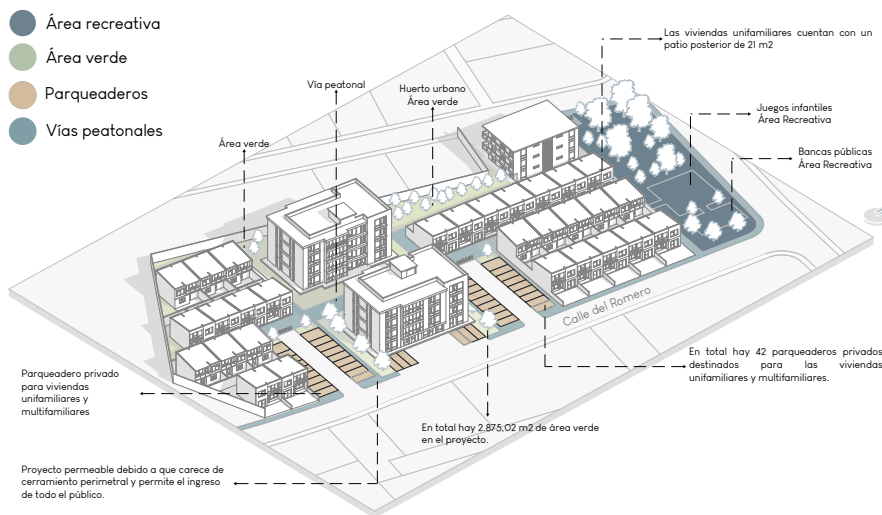 Área recreativa
Área verde
Parqueaderos
Vías peatonales
Las viviendas unifamiliares cuentan con un
patio posterior de 21 m2
Vía peatonal
Huerto urbano
Área verde
Juegos infantiles
Área Recreativa
Área verde
Bancas públicas
Área Recreativa
Calle del Romero
En total hay 42 parqueaderos privados
destinados para las viviendas
unifamiliares y multifamiliares.
Parqueadero privado
para viviendas
unifamiliares y
multifamiliares
En total hay 2.875,02 m2 de área verde
en el proyecto.
Proyecto permeable debido a que carece de
cerramiento perimetral y permite el ingreso
de todo el público.